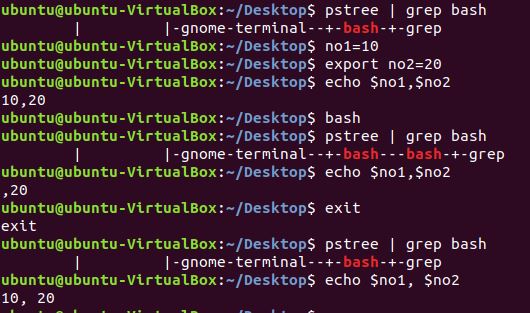 ubuntu@ubuntu-VirtualBox:~/Desktop$ pstree | grep bash
        |         |-gnome-terminal--+-bash-+-grep
ubuntu@ubuntu-VirtualBox:~/Desktop$ no1=10
ubuntu@ubuntu-VirtualBox:~/Desktop$ export no2=20
ubuntu@ubuntu-VirtualBox:~/Desktop$ echo $no1,$no2
10,20
ubuntu@ubuntu-VirtualBox:~/Desktop$ bash
ubuntu@ubuntu-VirtualBox:~/Desktop$ pstree | grep bash
        |         |-gnome-terminal--+-bash---bash-+-grep
ubuntu@ubuntu-VirtualBox:~/Desktop$ echo $no1,$no2
,20
ubuntu@ubuntu-VirtualBox:~/Desktop$ exit
exit
ubuntu@ubuntu-VirtualBox:~/Desktop$ pstree | grep bash
        |         |-gnome-terminal--+-bash-+-grep
ubuntu@ubuntu-VirtualBox:~/Desktop$ echo $no1, $no2
10, 20